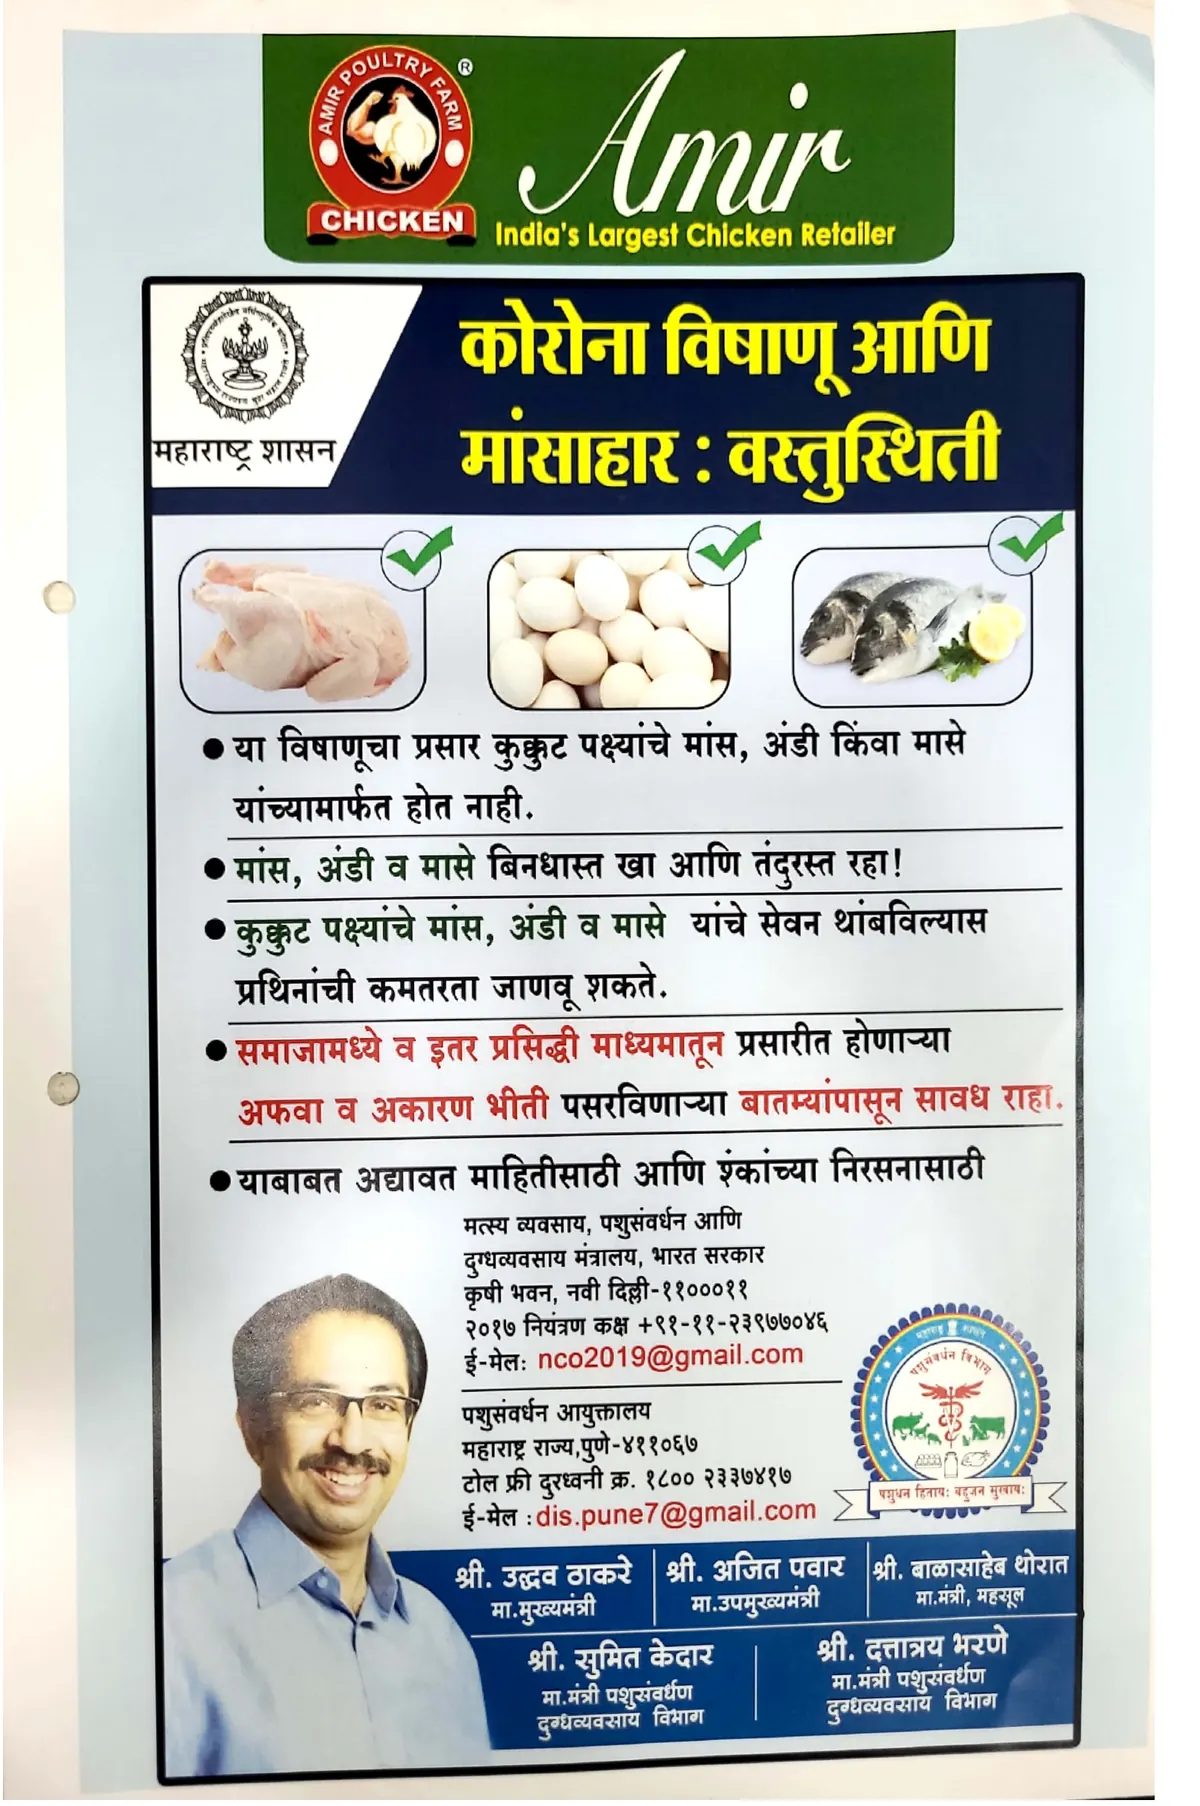 AMIR POULTRY FARM
®
CHICKEN
Amir
India's Largest Chicken Retailer
महाराष्ट्र शासन
कोरोना विषाणू आणि
मांसाहार : वस्तुस्थिती
● या विषाणूचा प्रसार कुक्कुट पक्ष्यांचे मांस, अंडी किंवा मासे
यांच्यामार्फत होत नाही.
● मांस, अंडी व मासे बिनधास्त खा आणि तंदुरस्त रहा!
● कुक्कुट पक्ष्यांचे मांस, अंडी व मासे यांचे सेवन थांबविल्यास
प्रथिनांची कमतरता जाणवू शकते.
● समाजामध्ये व इतर प्रसिद्धी माध्यमातून प्रसारीत होणाऱ्या
अफवा व अकारण भीती पसरविणाऱ्या बातम्यांपासून सावध राहा.
● याबाबत अद्यावत माहितीसाठी आणि शंकांच्या निरसनासाठी
मत्स्य व्यवसाय, पशुसंवर्धन आणि
दुग्धव्यवसाय मंत्रालय, भारत सरकार
कृषी भवन, नवी दिल्ली-११०००११
२०१७ नियंत्रण कक्ष +९१-११-२३९७७०४६
ई-मेल: nco2019@gmail.com
पशुसंवर्धन आयुक्तालय
महाराष्ट्र राज्य,पुणे-४११०६७
टोल फ्री दुरध्वनी क्र. १८०० २३३७४१७
ई-मेल :dis.pune7@gmail.com
महाराष्ट्र शासन
पशुसंवर्धन विभाग
पशुधन हितायः बहुजन सुखायः
श्री. उद्धव ठाकरे
मा.मुख्यमंत्री
श्री. अजित पवार
मा.उपमुख्यमंत्री
श्री. बाळासाहेब थोरात
मा.मंत्री, महसूल
श्री. सुमित केदार
मा.मंत्री पशुसंवर्धण
दुग्धव्यवसाय विभाग
श्री. दत्तात्रय भरणे
मा.मंत्री पशुसंवर्धण
दुग्धव्यवसाय विभाग